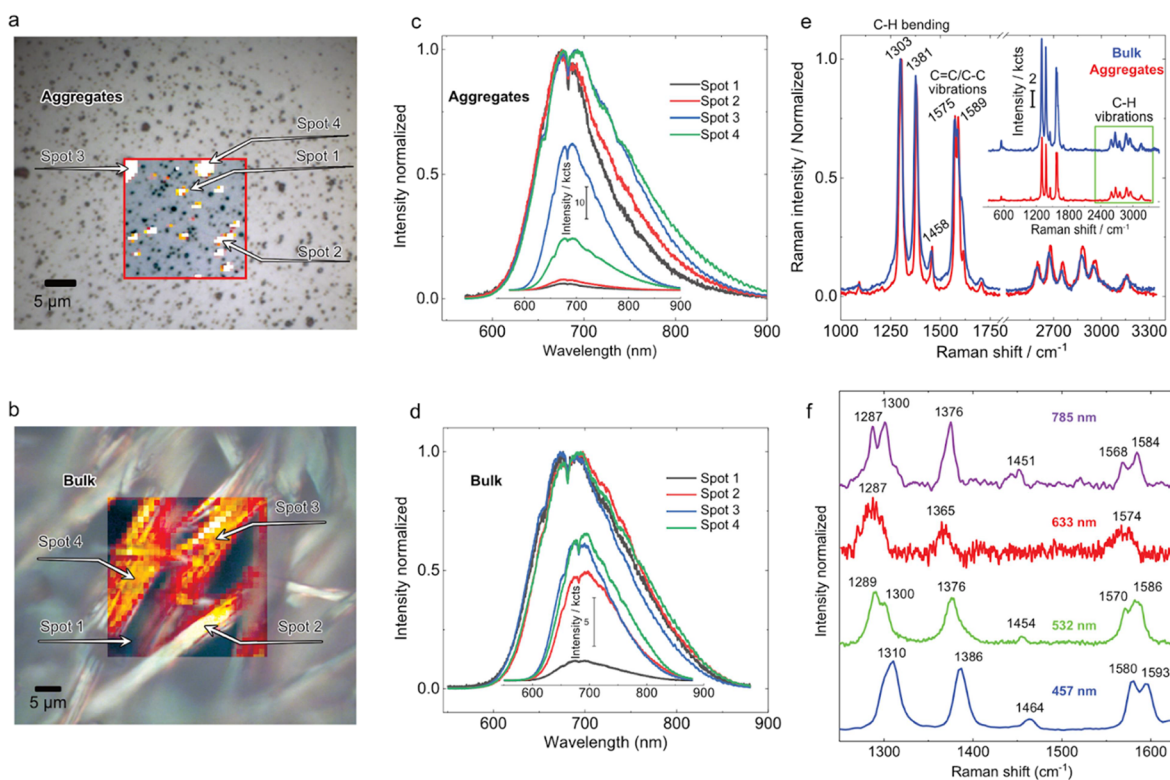 a
Aggregates
Spot 4
Spot 3
Spot 1
Spot 2
5 µm
b
Bulk
Spot 3
Spot 4
Spot 1
Spot 2
5 µm
c
Intensity normalized
1.0
0.5
0.0
Aggregates
Spot 1
Spot 2
Spot 3
Spot 4
Intensity / kcts
10
600 700 800 900
600 700 800 900
Wavelength (nm)
d
Intensity normalized
1.0
0.5
0.0
Bulk
Spot 1
Spot 2
Spot 3
Spot 4
Intensity / kcts
5
600 700 800 900
600 700 800 900
Wavelength (nm)
e
Raman intensity / Normalized
1.0
0.5
0.0
C-H bending
1303
1381
1458
C=C/C-C
vibrations
1575
1589
Intensity / kcts
2
Bulk
Aggregates
C-H
vibrations
600 1200 1800 2400 3000
Raman shift / cm-1
1000 1250 1500 1750 2700 3000 3300
Raman shift / cm-1
f
Intensity normalized
1287 1300 1376 1451 1568 1584
785 nm
1287 1365 1574
633 nm
1289 1300 1376 1454 1570 1586
532 nm
1310 1386 1464 1580 1593
457 nm
1300 1400 1500 1600
Raman shift (cm-1)